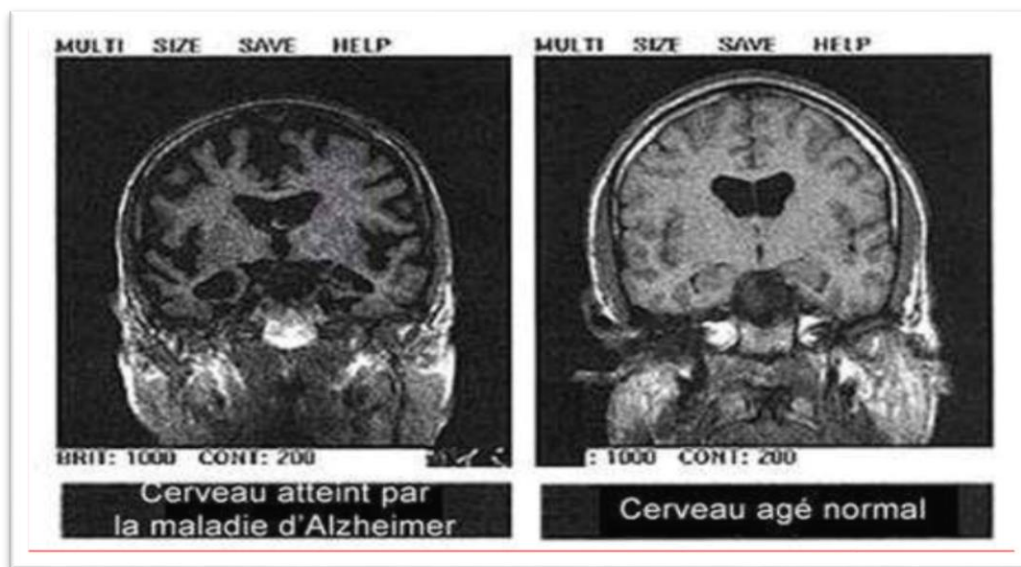 MULTI SIZE SAVE HELP
MULTI SIZE SAVE HELP
BRIT: 1000 CONT: 200
: 1000 CONT: 200
Cerveau atteint par
la maladie d'Alzheimer
Cerveau agé normal